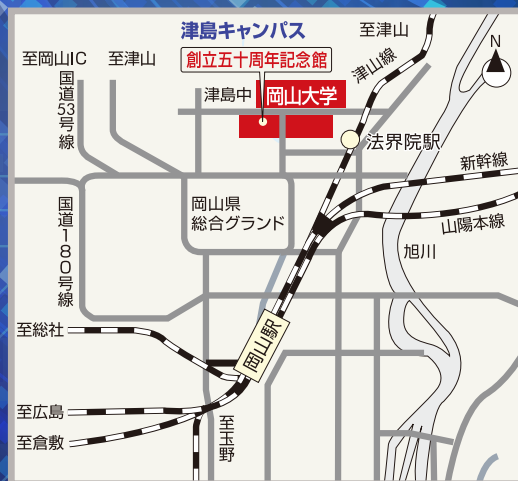 津島キャンパス
至津山
N
至岡山IC
至津山
創立五十周年記念館
津山線
国道53号線
津島中
岡山大学
法界院駅
新幹線
岡山県
総合グランド
山陽本線
国道180号線
旭川
岡山駅
至総社
至広島
至倉敷
至玉野